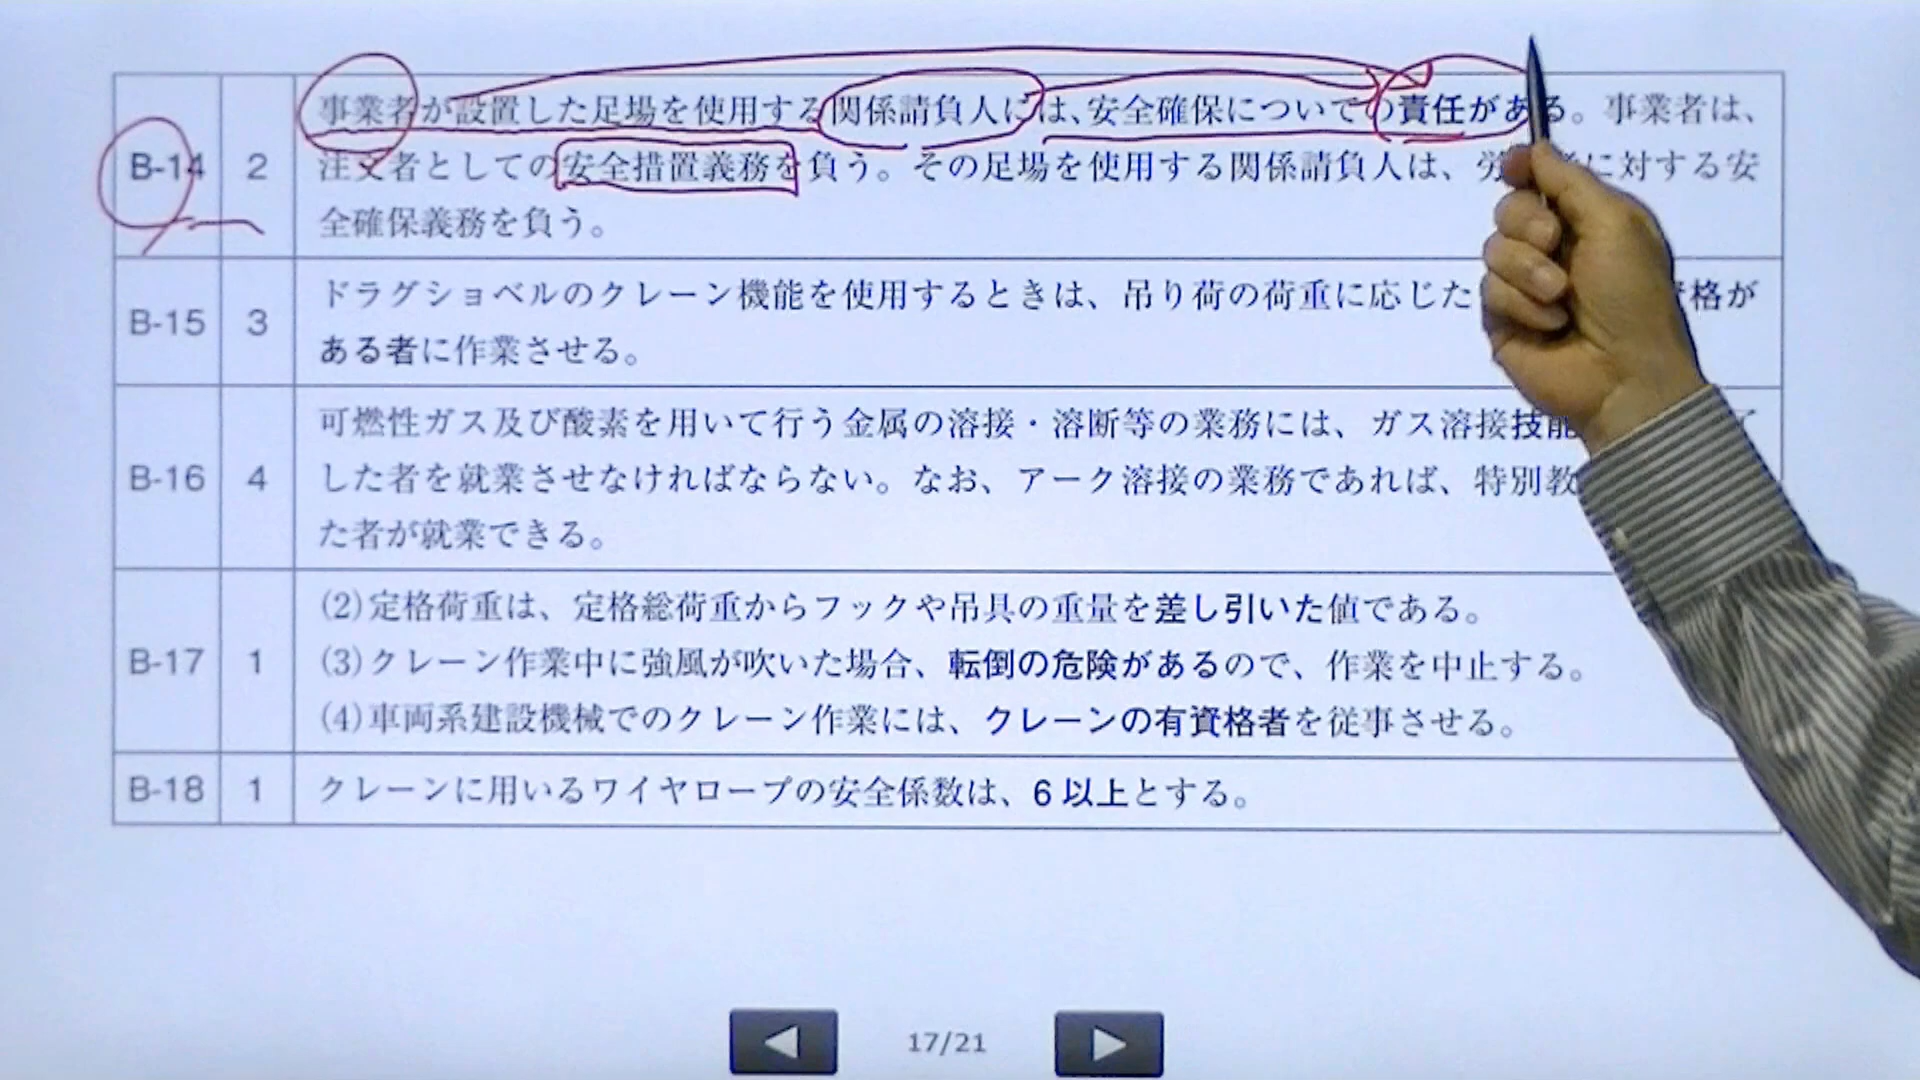 B-14 2 事業者が設置した足場を使用する関係請負人には、安全確保についての責任がある。事業者は、
注文者としての安全措置義務を負う。その足場を使用する関係請負人は、労 に対する安
全確保義務を負う。
B-15 3 ドラグショベルのクレーン機能を使用するときは、吊り荷の荷重に応じた 格が
ある者に作業させる。
B-16 4 可燃性ガス及び酸素を用いて行う金属の溶接・溶断等の業務には、ガス溶接技能
した者を就業させなければならない。なお、アーク溶接の業務であれば、特別教
た者が就業できる。
B-17 1 (2)定格荷重は、定格総荷重からフックや吊具の重量を差し引いた値である。
(3)クレーン作業中に強風が吹いた場合、転倒の危険があるので、作業を中止する。
(4)車両系建設機械でのクレーン作業には、クレーンの有資格者を従事させる。
B-18 1 クレーンに用いるワイヤロープの安全係数は、6以上とする。
17/21